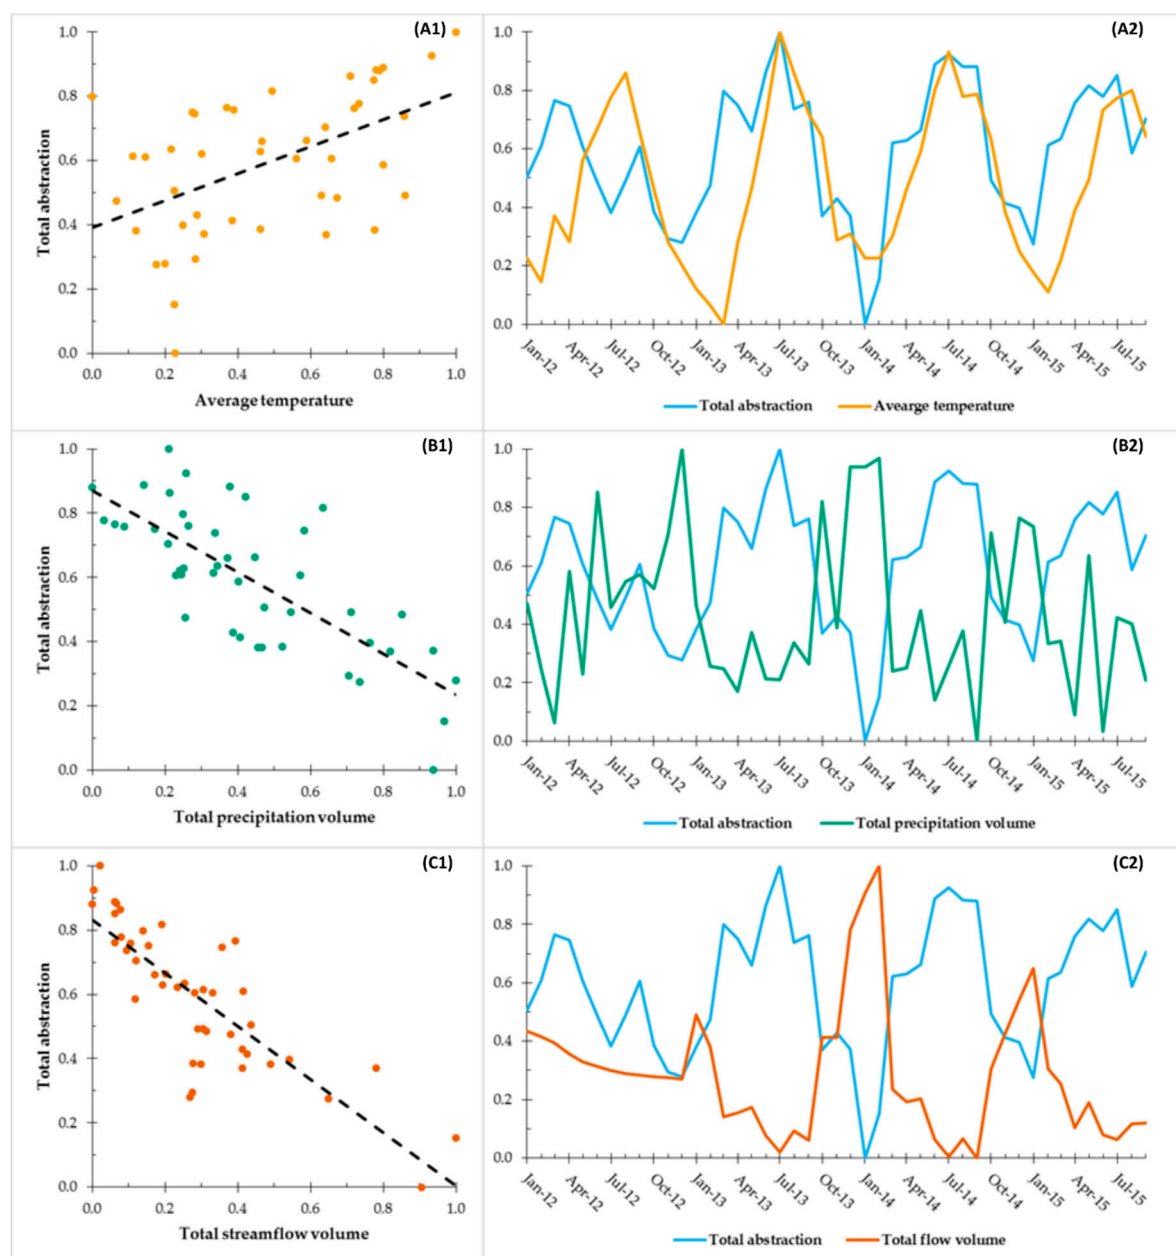 (A1)
1.0
0.8
0.6
0.4
0.2
0.0
Total abstraction
0.0 0.2 0.4 0.6 0.8 1.0
Average temperature
(A2)
1.0
0.8
0.6
0.4
0.2
0.0
Jan-12 Apr-12 Jul-12 Oct-12 Jan-13 Apr-13 Jul-13 Oct-13 Jan-14 Apr-14 Jul-14 Oct-14 Jan-15 Apr-15 Jul-15
Total abstraction Avearge temperature
(B1)
1.0
0.8
0.6
0.4
0.2
0.0
Total abstraction
0.0 0.2 0.4 0.6 0.8 1.0
Total precipitation volume
(B2)
1.0
0.8
0.6
0.4
0.2
0.0
Jan-12 Apr-12 Jul-12 Oct-12 Jan-13 Apr-13 Jul-13 Oct-13 Jan-14 Apr-14 Jul-14 Oct-14 Jan-15 Apr-15 Jul-15
Total abstraction Total precipitation volume
(C1)
1.0
0.8
0.6
0.4
0.2
0.0
Total abstraction
0.0 0.2 0.4 0.6 0.8 1.0
Total streamflow volume
(C2)
1.0
0.8
0.6
0.4
0.2
0.0
Jan-12 Apr-12 Jul-12 Oct-12 Jan-13 Apr-13 Jul-13 Oct-13 Jan-14 Apr-14 Jul-14 Oct-14 Jan-15 Apr-15 Jul-15
Total abstraction Total flow volume